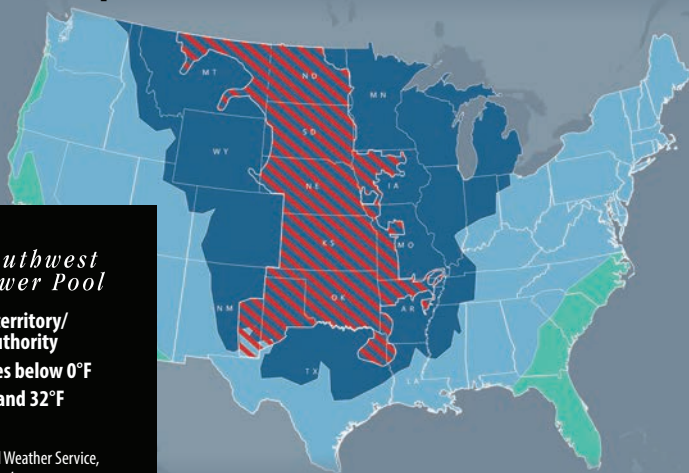 MT
ND
MN
SD
WY
NE
IA
KS
MO
NM
OK
AR
TX
LA
uthwest
wer Pool
erritory/
uthority
es below 0°F
and 32°F
l Weather Service,